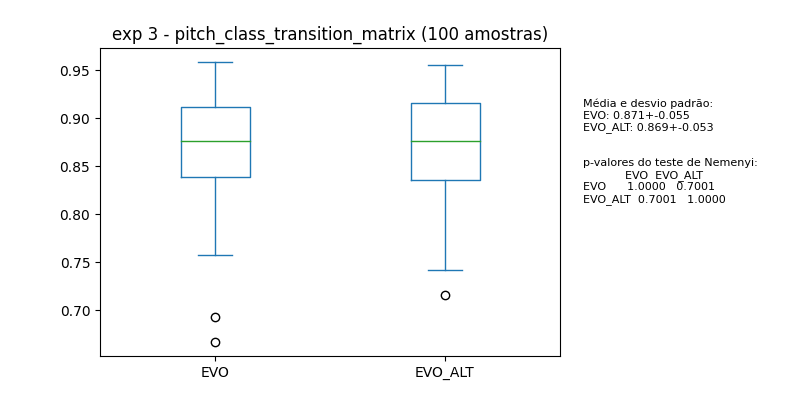 exp 3 - pitch_class_transition_matrix (100 amostras)
0.95
0.90
0.85
0.80
0.75
0.70
EVO
EVO_ALT
Média e desvio padrão:
EVO: 0.871+-0.055
EVO_ALT: 0.869+-0.053
p-valores do teste de Nemenyi:
EVO EVO_ALT
EVO 1.0000 0.7001
EVO_ALT 0.7001 1.0000